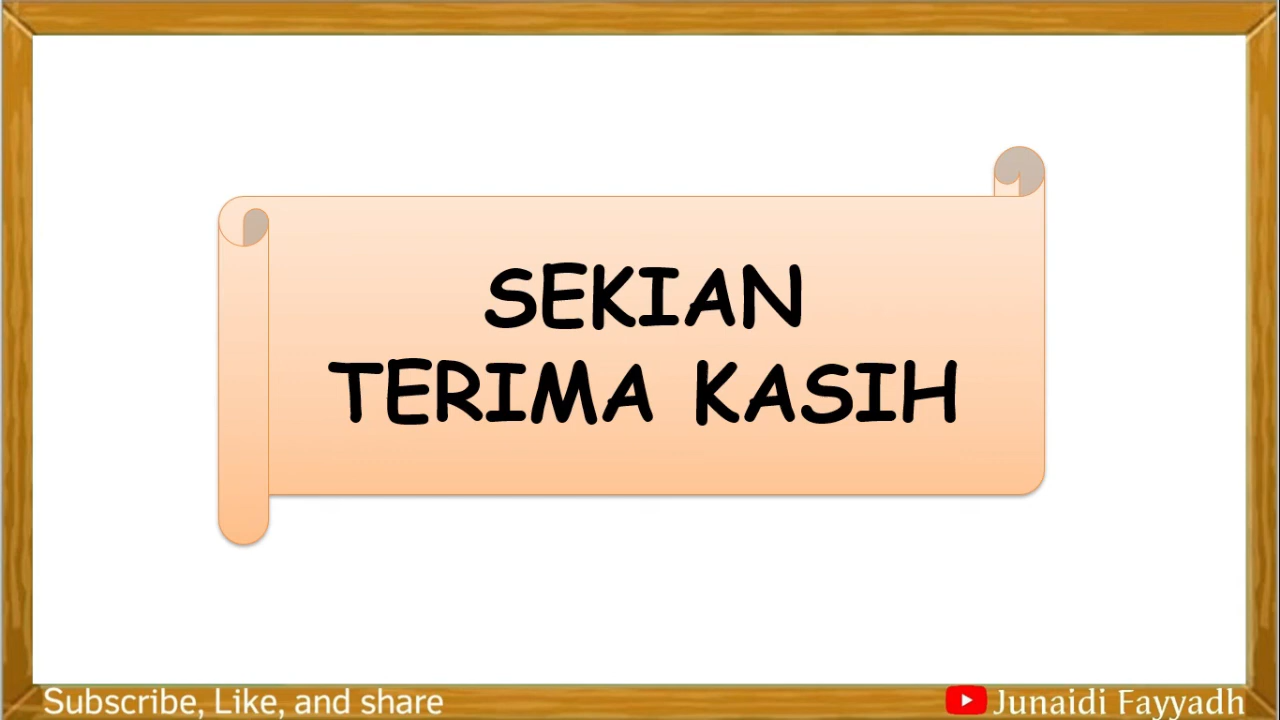 SEKIAN
TERIMA KASIH
Subscribe, Like, and share
Junaidi Fayyadh